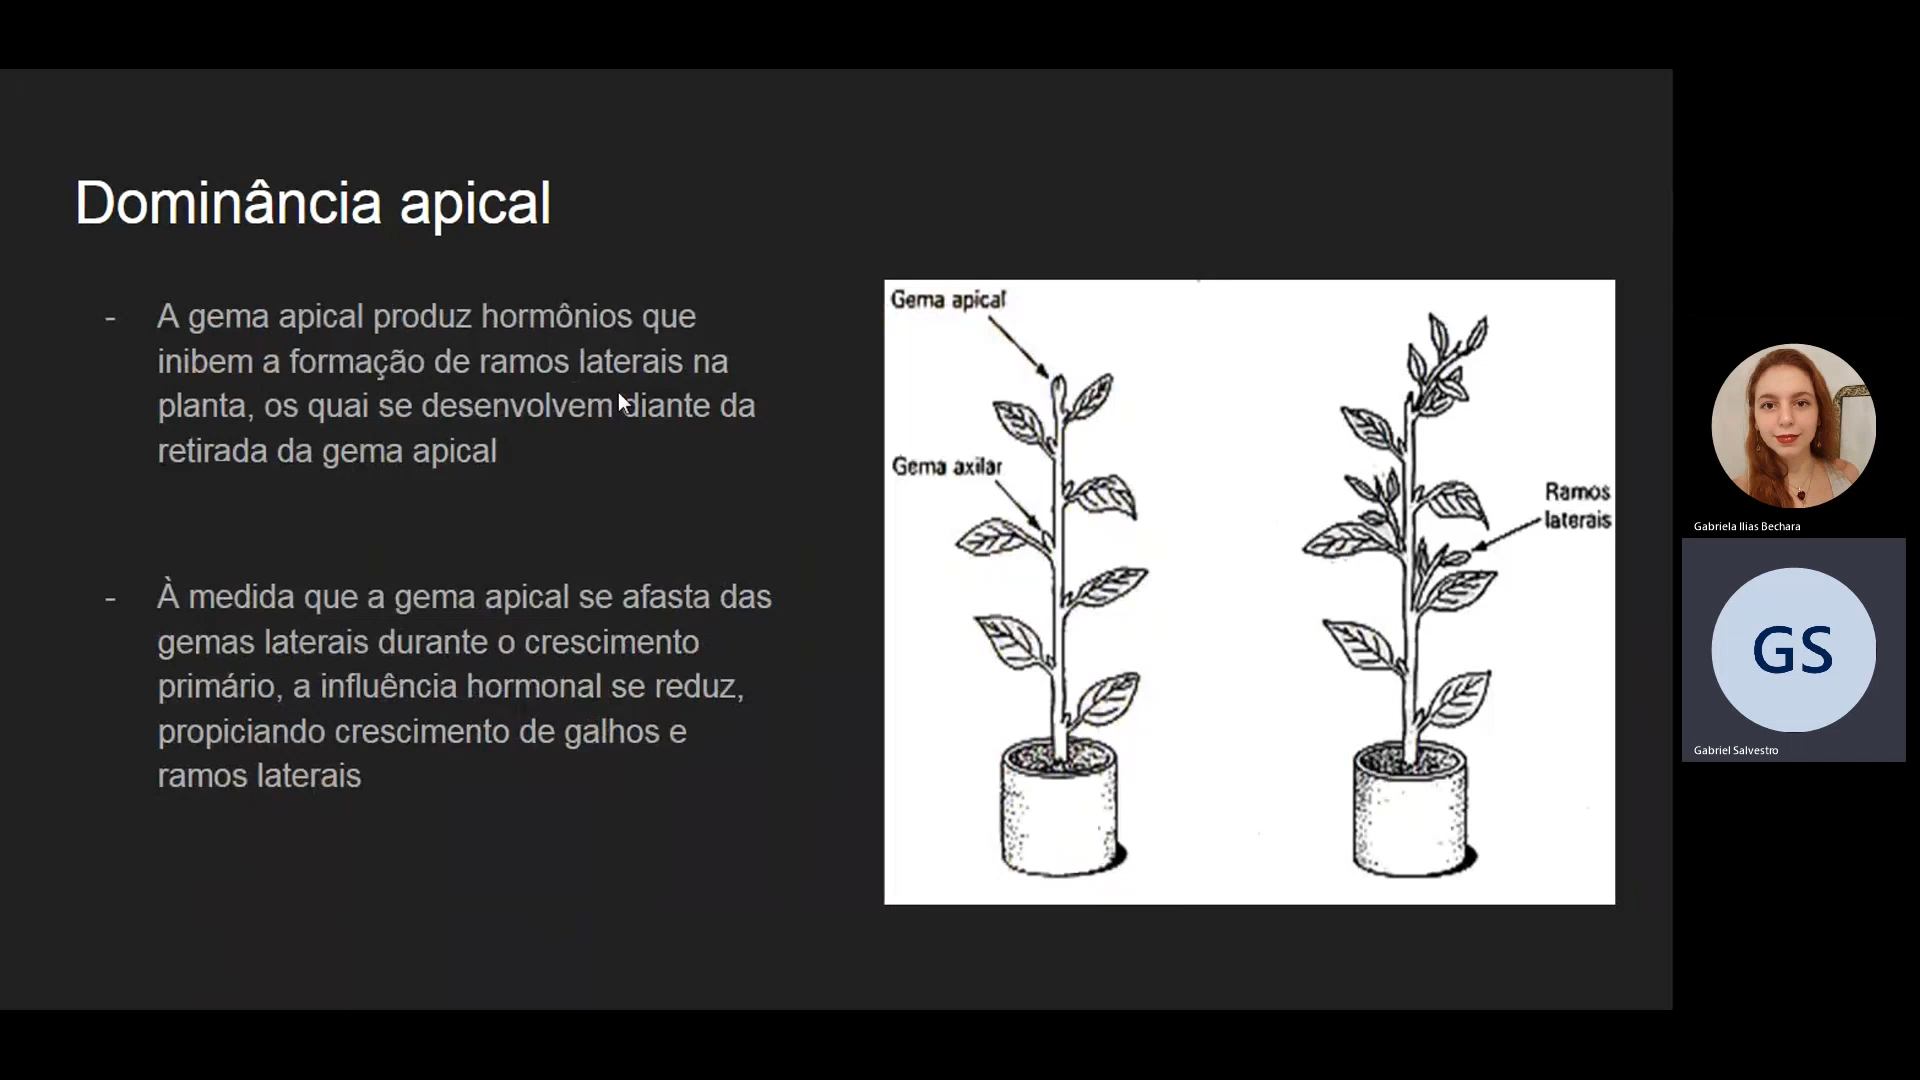 Dominância apical
- A gema apical produz hormônios que
inibem a formação de ramos laterais na
planta, os quai se desenvolvem diante da
retirada da gema apical
- À medida que a gema apical se afasta das
gemas laterais durante o crescimento
primário, a influência hormonal se reduz,
propiciando crescimento de galhos e
ramos laterais
Gema apical
Gema axilar
Ramos
laterais
Gabriela Ilias Bechara
GS
Gabriel Salvestro